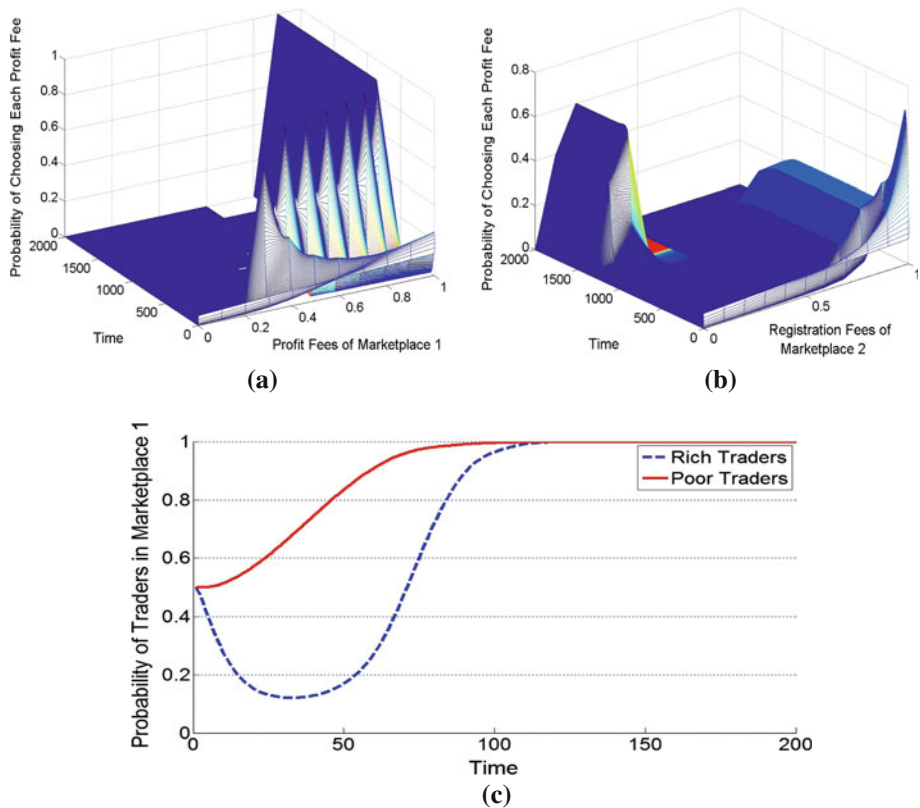 Probability of Choosing Each Profit Fee
1
0.8
0.6
0.4
0.2
0
2000
1500
1000
500
0
Time
0
0.2
0.4
0.6
0.8
1
Profit Fees of Marketplace 1
(a)
Probability of Choosing Each Profit Fee
0.8
0.6
0.4
0.2
0
2000
1500
1000
500
0
Time
0
0.5
1
Registration Fees of
Marketplace 2
(b)
Probability of Traders in Marketplace 1
1
0.8
0.6
0.4
0.2
0
0
50
100
150
200
Time
Rich Traders
Poor Traders
(c)